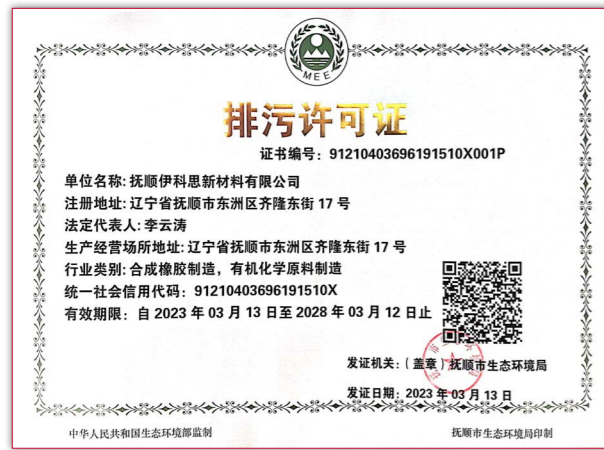 MEE
排污许可证
证书编号：91210403696191510X001P
单位名称：抚顺伊科思新材料有限公司
注册地址：辽宁省抚顺市东洲区齐隆东街 17 号
法定代表人：李云涛
生产经营场所地址：辽宁省抚顺市东洲区齐隆东街 17 号
行业类别：合成橡胶制造，有机化学原料制造
统一社会信用代码：91210403696191510X
有效期限：自 2023 年 03 月 13 日至 2028 年 03 月 12 日止
发证机关：（盖章）抚顺市生态环境局
发证日期：2023 年 03 月 13 日
中华人民共和国生态环境部监制
抚顺市生态环境局印制